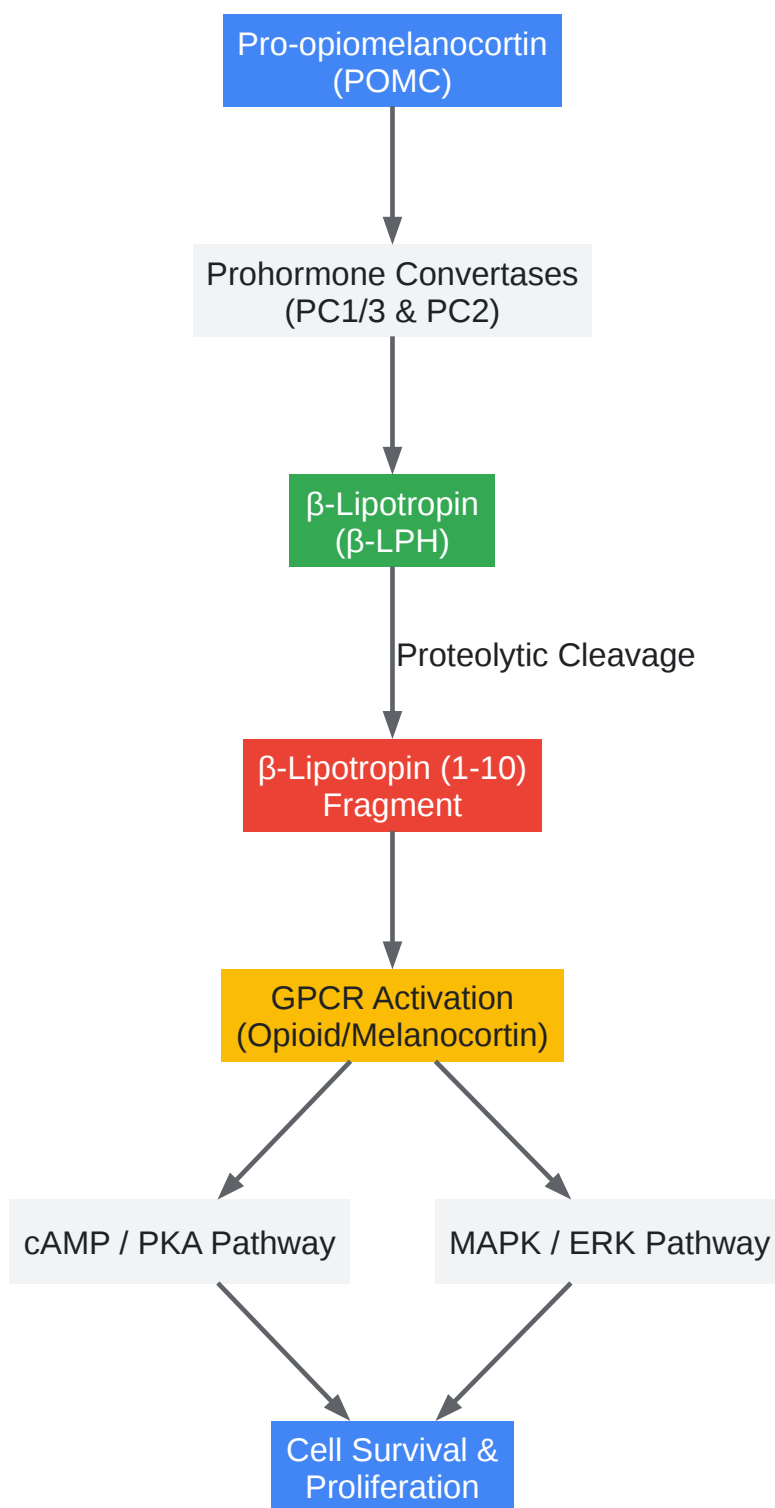 Pro-opiomelanocortin
(POMC)
Prohormone Convertases
(PC1/3 & PC2)
β-Lipotropin
(β-LPH)
Proteolytic Cleavage
β-Lipotropin (1-10)
Fragment
GPCR Activation
(Opioid/Melanocortin)
cAMP / PKA Pathway
MAPK / ERK Pathway
Cell Survival &
Proliferation